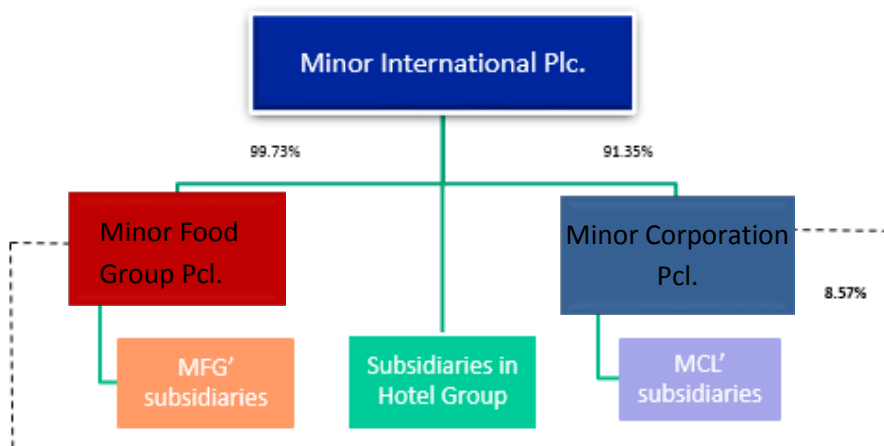 Minor International Plc.
99.73%
91.35%
Minor Food
Group Pcl.
Minor Corporation
Pcl.
8.57%
MFG'
subsidiaries
Subsidiaries in
Hotel Group
MCL'
subsidiaries